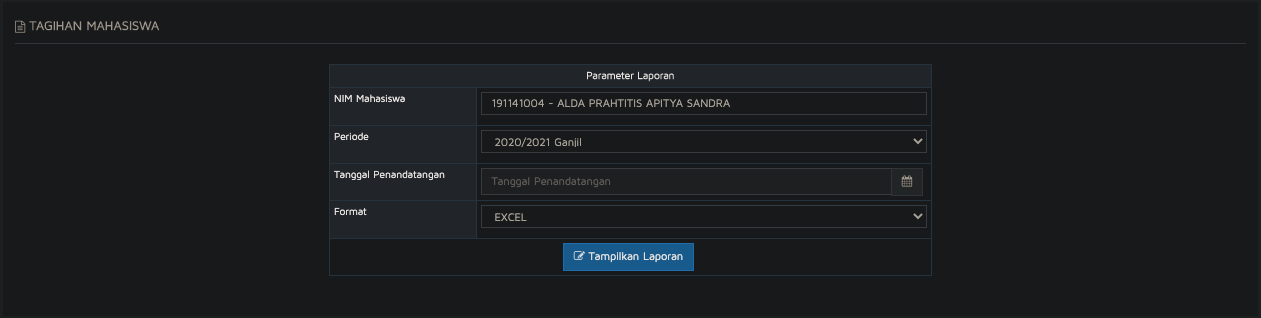 TAGIHAN MAHASISWA
Parameter Laporan
NIM Mahasiswa
191141004 - ALDA PRAHTITIS APITYA SANDRA
Periode
2020/2021 Ganjil
Tanggal Penandatangan
Tanggal Penandatangan
Format
EXCEL
Tampilkan Laporan